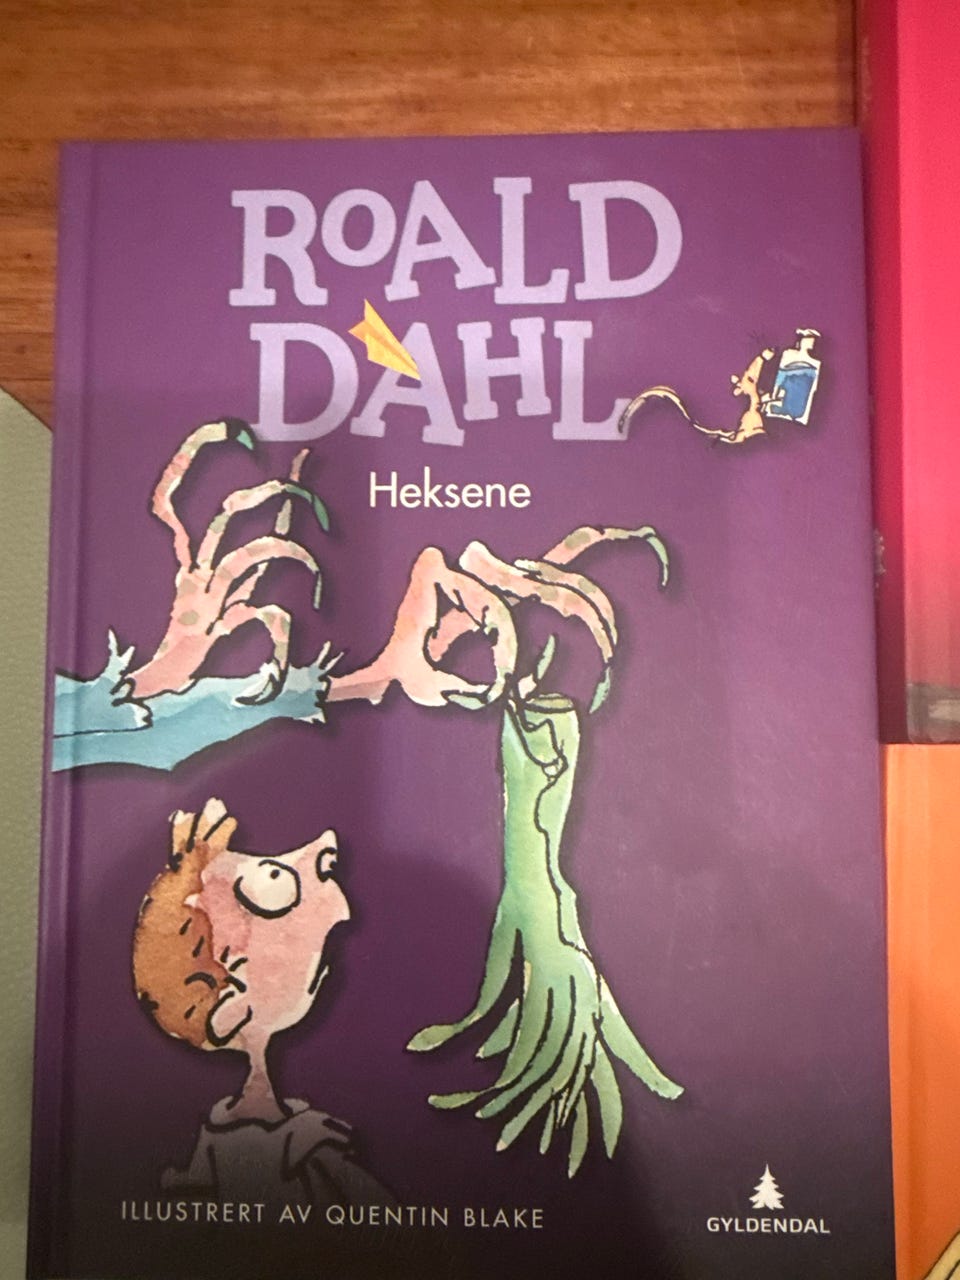 ROALD
DAHL
Heksene
ILLUSTRERT AV QUENTIN BLAKE
GYLDENDAL